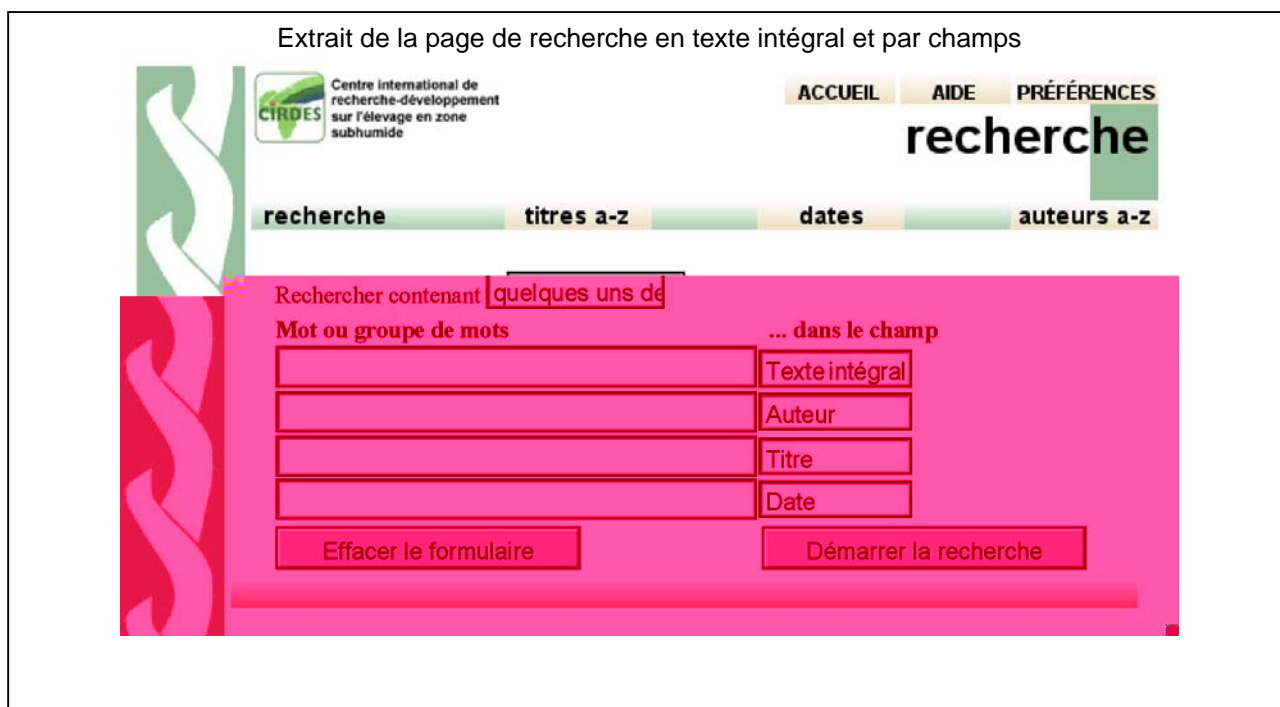 Extrait de la page de recherche en texte intégral et par champs
Centre international de
recherche-développement
sur l'élevage en zone
subhumide
CIRDES
ACCUEIL AIDE PRÉFÉRENCES
recherche
recherche titres a-z dates auteurs a-z
Rechercher contenant quelques uns de
Mot ou groupe de mots ... dans le champ
Texte intégral
Auteur
Titre
Date
Effacer le formulaire Démarrer la recherche